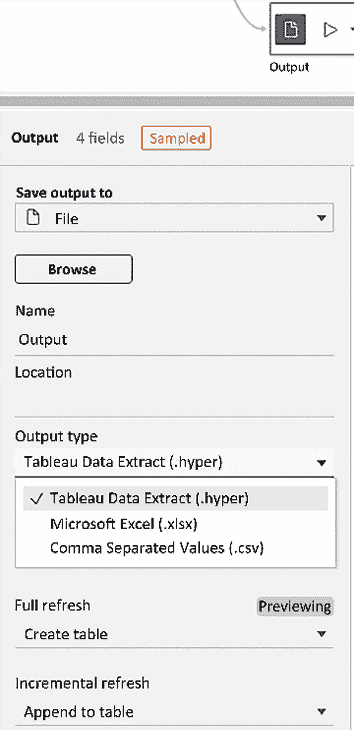 Output
Output 4 fields Sampled
Save output to
File
Browse
Name
Output
Location
Output type
Tableau Data Extract (.hyper)
Tableau Data Extract (.hyper)
Microsoft Excel (.xlsx)
Comma Separated Values (.csv)
Full refresh Previewing
Create table
Incremental refresh
Append to table